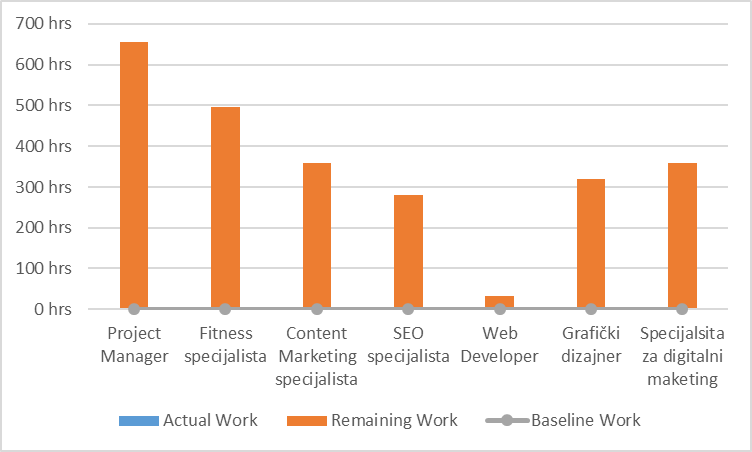 700 hrs
600 hrs
500 hrs
400 hrs
300 hrs
200 hrs
100 hrs
0 hrs
Project
Manager
Fitness
specijalista
Content
Marketing
specijalista
SEO
specijalista
Web
Developer
Grafički
dizajner
Specijalsita
za digitalni
maketing
Actual Work
Remaining Work
Baseline Work